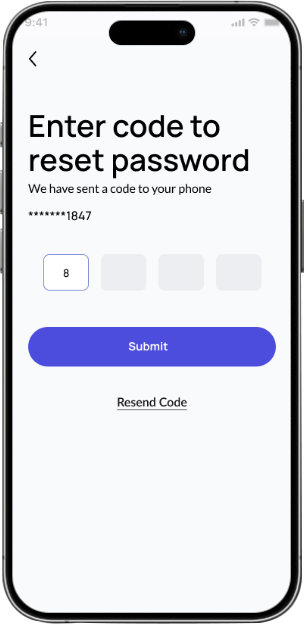 9:41
Enter code to
reset password
We have sent a code to your phone
*******1847
8
Submit
Resend Code